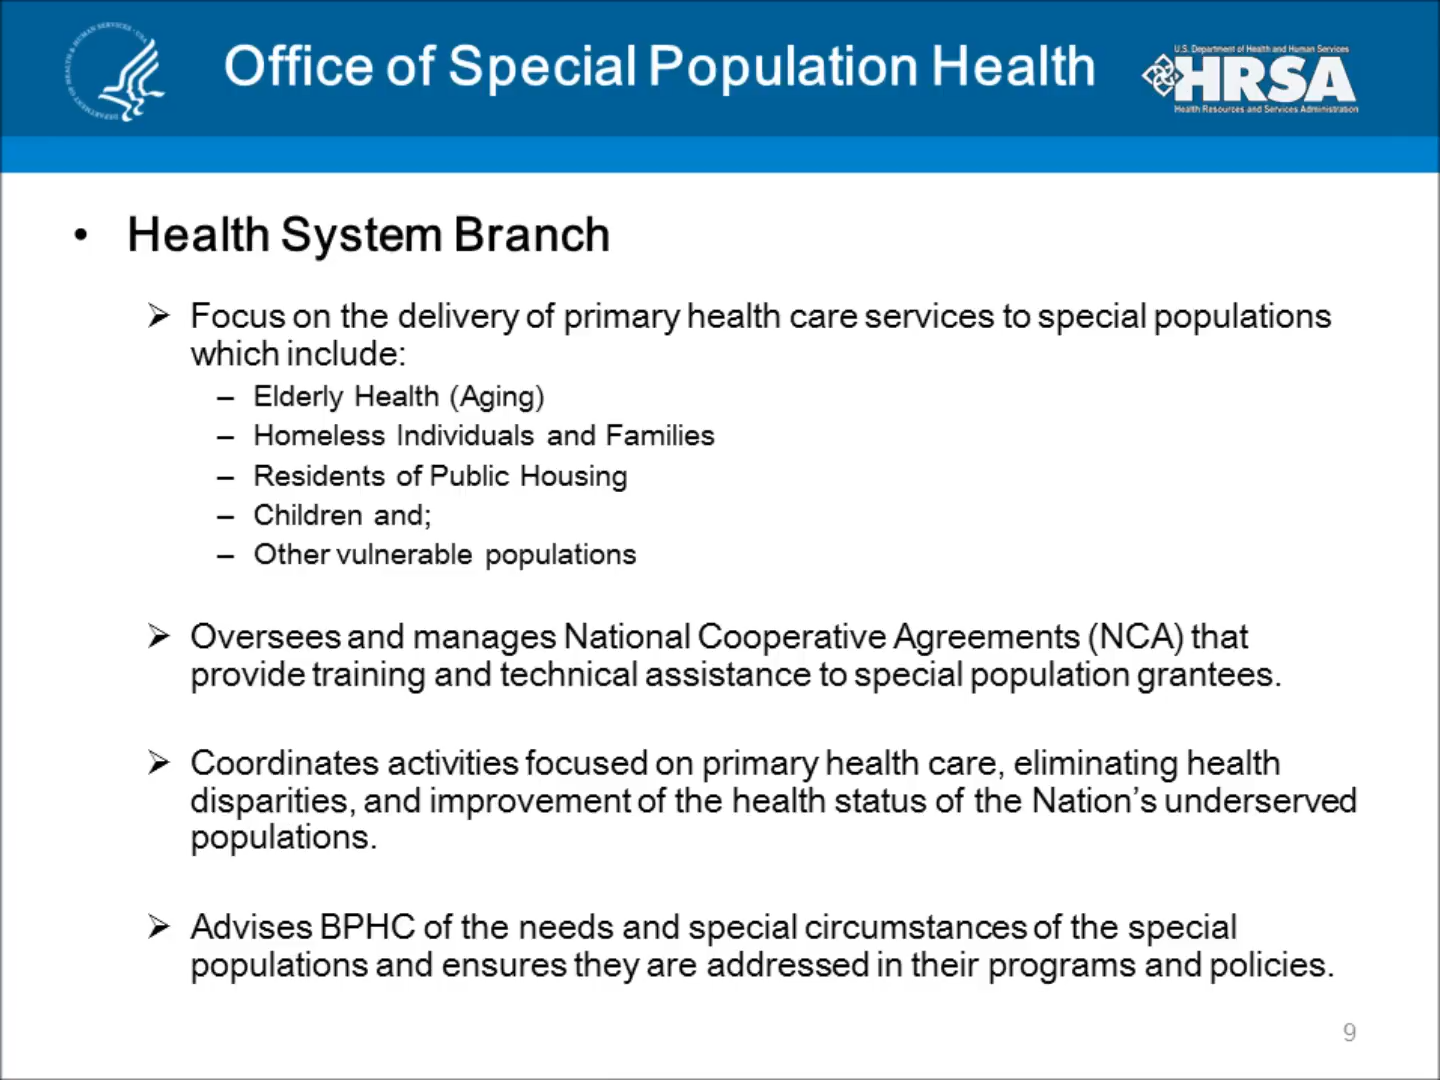 Office of Special Population Health
U.S. Department of Health and Human Services
HRSA
Health Resources and Services Administration
• Health System Branch
➢ Focus on the delivery of primary health care services to special populations
which include:
– Elderly Health (Aging)
– Homeless Individuals and Families
– Residents of Public Housing
– Children and;
– Other vulnerable populations
➢ Oversees and manages National Cooperative Agreements (NCA) that
provide training and technical assistance to special population grantees.
➢ Coordinates activities focused on primary health care, eliminating health
disparities, and improvement of the health status of the Nation’s underserved
populations.
➢ Advises BPHC of the needs and special circumstances of the special
populations and ensures they are addressed in their programs and policies.
9